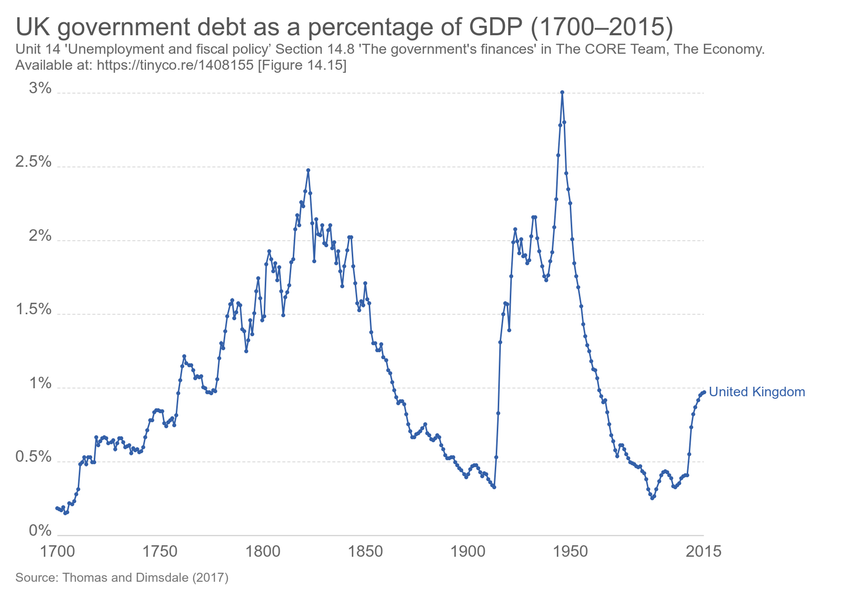 UK government debt as a percentage of GDP (1700–2015)
Unit 14 'Unemployment and fiscal policy’ Section 14.8 'The government's finances' in The CORE Team, The Economy.
Available at: https://tinyco.re/1408155 [Figure 14.15]
3%
2.5%
2%
1.5%
1%
United Kingdom
0.5%
0%
1700 1750 1800 1850 1900 1950 2015
Source: Thomas and Dimsdale (2017)